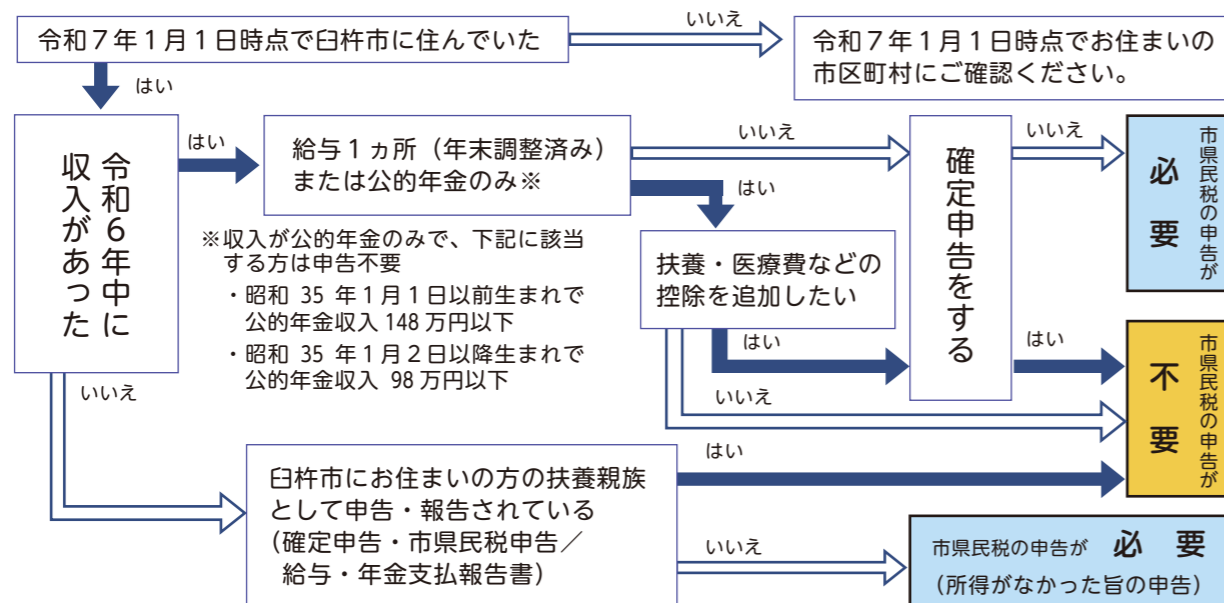 令和７年１月１日時点で臼杵市に住んでいた
いいえ
令和７年１月１日時点でお住まいの
市区町村にご確認ください。
はい
令和６年中に
収入があった
はい
給与１ヵ所（年末調整済み）
または公的年金のみ※
いいえ
はい
確定申告をする
いいえ
市県民税の申告が
必要
※収入が公的年金のみで、下記に該当
する方は申告不要
・昭和 35 年１月１日以前生まれで
公的年金収入 148 万円以下
・昭和 35 年１月２日以降生まれで
公的年金収入 98 万円以下
扶養・医療費などの
控除を追加したい
はい
いいえ
はい
市県民税の申告が
不要
いいえ
臼杵市にお住まいの方の扶養親族
として申告・報告されている
（確定申告・市県民税申告／
給与・年金支払報告書）
はい
いいえ
市県民税の申告が 必 要
（所得がなかった旨の申告）